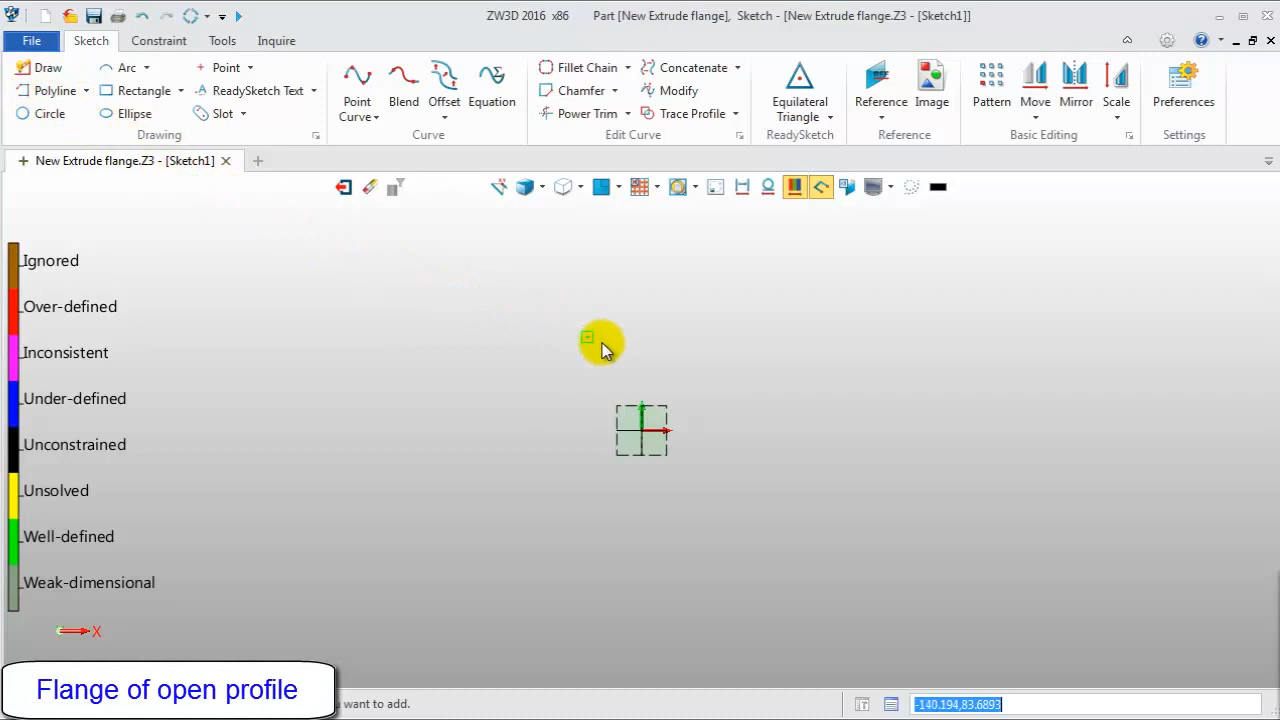 ZW3D 2016 x86 Part [New Extrude flange], Sketch - [New Extrude flange.Z3 - [Sketch1]]
File Sketch Constraint Tools Inquire
Draw Arc Point Fillet Chain Concatenate
Polyline Rectangle ReadySketch Text Chamfer Modify
Circle Ellipse Slot Power Trim Trace Profile
Point Curve Blend Offset Equation
Equilateral Triangle Reference Image Pattern Move Mirror Scale Preferences
Drawing Curve Edit Curve ReadySketch Reference Basic Editing Settings
New Extrude flange.Z3 - [Sketch1]
Ignored
Over-defined
Inconsistent
Under-defined
Unconstrained
Unsolved
Well-defined
Weak-dimensional
X
Flange of open profile
u want to add.
-140.194,83.6893